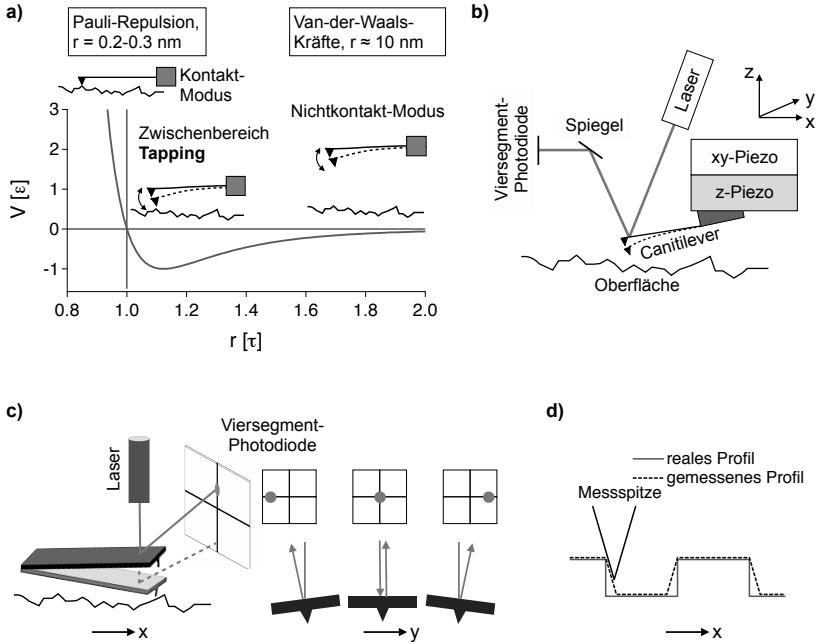 a)
Pauli-Repulsion,
r = 0.2-0.3 nm
Van-der-Waals-
Kräfte, r ≈ 10 nm
Kontakt-
Modus
Zwischenbereich
Tapping
Nichtkontakt-Modus
V [ε]
3
2
1
0
-1
0.8
1.0
1.2
1.4
1.6
1.8
2.0
r [τ]
b)
Viersegment-
Photodiode
Spiegel
Laser
z
y
x
xy-Piezo
z-Piezo
Canitilever
Oberfläche
c)
Laser
Viersegment-
Photodiode
x
y
d)
reales Profil
gemessenes Profil
Messspitze
x